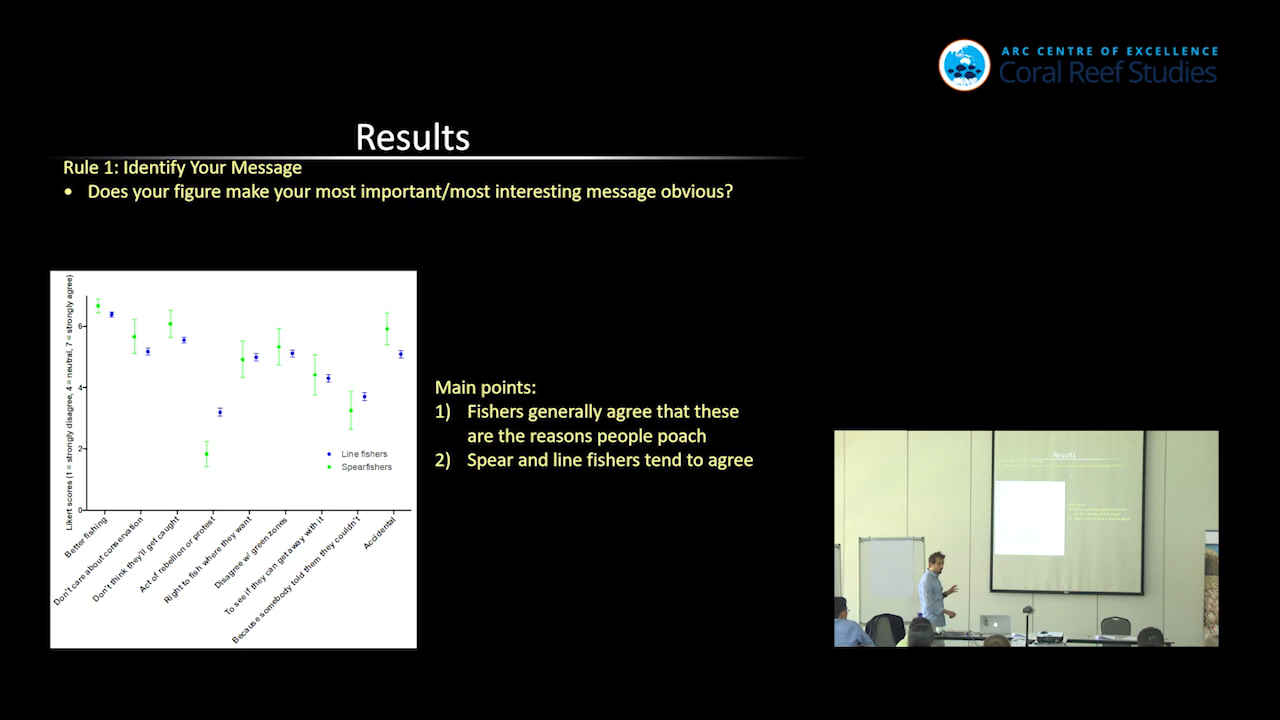 ARC CENTRE OF EXCELLENCE
Coral Reef Studies
Results
Rule 1: Identify Your Message
• Does your figure make your most important/most interesting message obvious?
Likert scores (1 = strongly disagree, 4 = neutral, 7 = strongly agree)
6
4
2
0
Line fishers
Spearfishers
Better fishing
Don't care about conservation
Don't think they'll get caught
Act of rebellion or protest
Right to fish where they want
Disagree w/ green zones
To see if they can get away with it
Because somebody told them they couldn't
Accidental
Main points:
1) Fishers generally agree that these
are the reasons people poach
2) Spear and line fishers tend to agree
Results